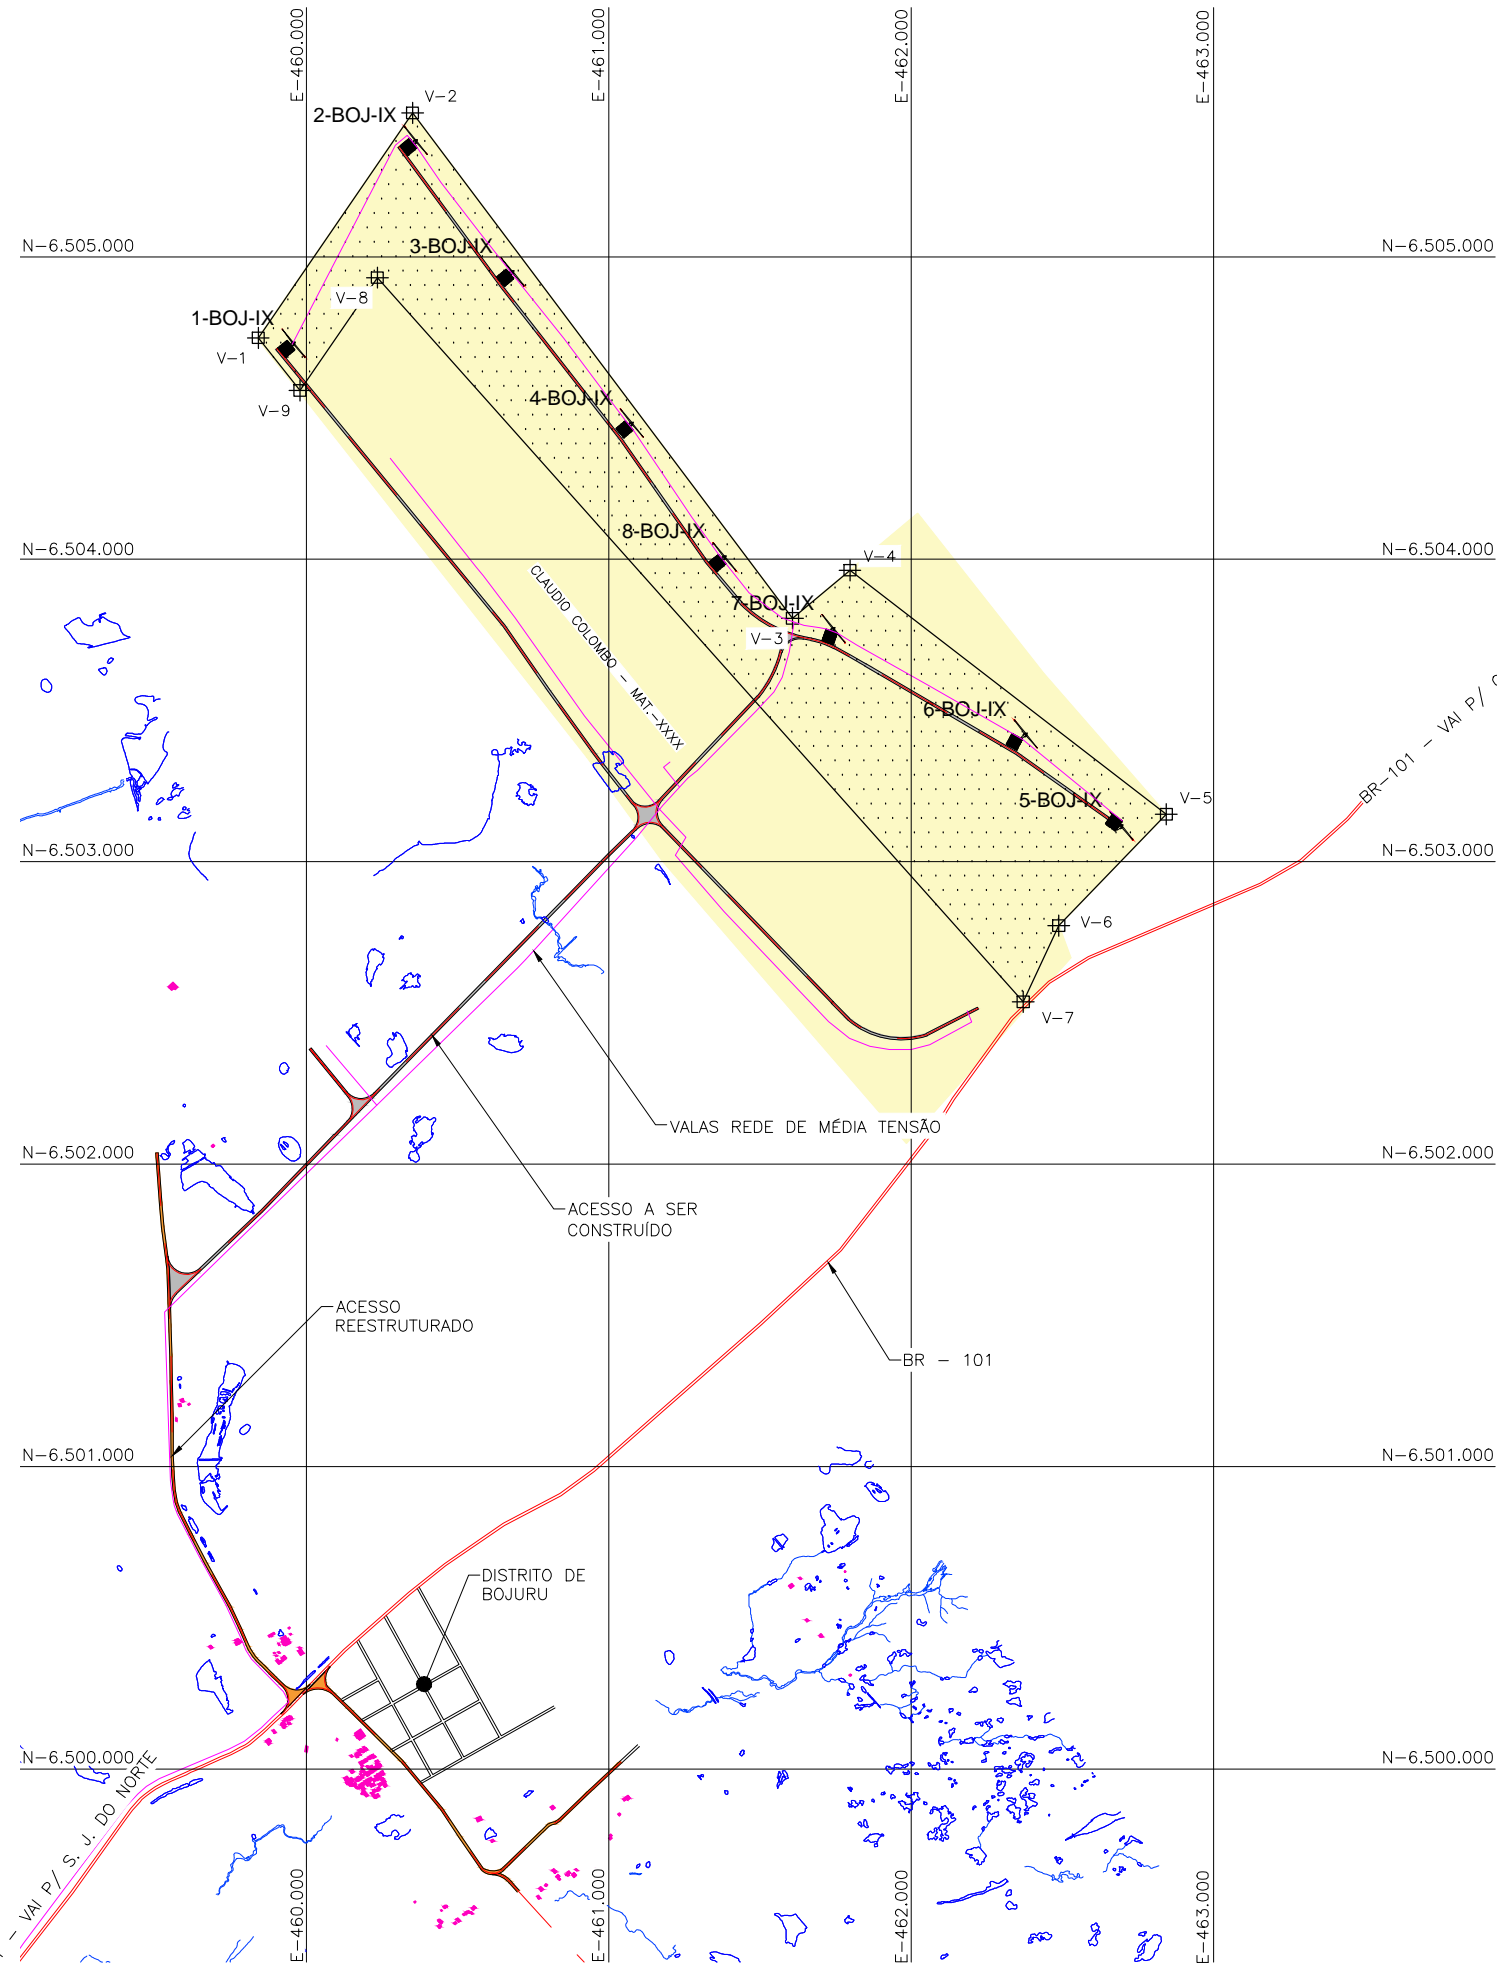 E-460.000
E-461.000
E-462.000
E-463.000
V-2
2-BOJ-IX
N-6.505.000
3-BOJ-IX
N-6.505.000
V-8
1-BOJ-IX
V-1
4-BOJ-IX
V-9
8-BOJ-IX
N-6.504.000
V-4
N-6.504.000
CLAUDIO COLOMBO - MAT.-XXXX
7-BOJ-IX
V-3
6-BOJ-IX
BR-101 - VAI P/
5-BOJ-IX
V-5
N-6.503.000
N-6.503.000
V-6
V-7
VALAS REDE DE MÉDIA TENSÃO
N-6.502.000
N-6.502.000
ACESSO A SER
CONSTRUÍDO
ACESSO
REESTRUTURADO
BR - 101
N-6.501.000
N-6.501.000
DISTRITO DE
BOJURU
N-6.500.000
N-6.500.000
- VAI P/ S. J. DO NORTE
E-460.000
E-461.000
E-462.000
E-463.000